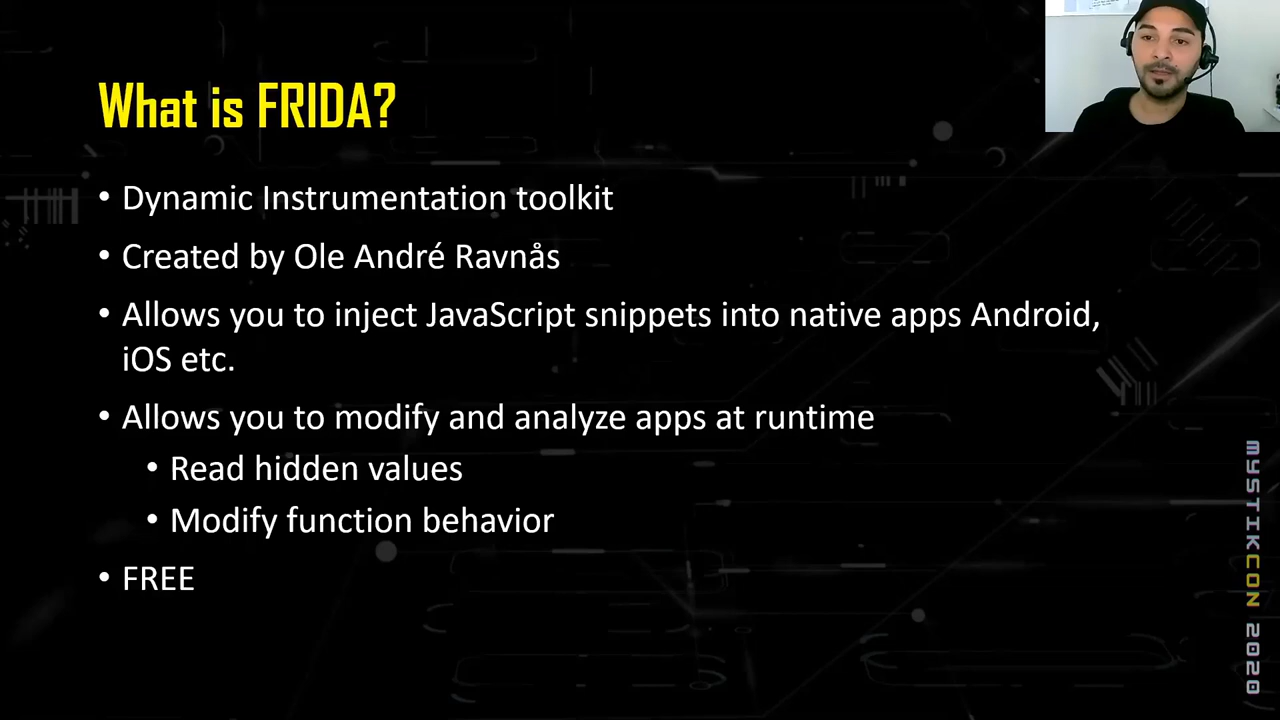 What is FRIDA?
• Dynamic Instrumentation toolkit
• Created by Ole André Ravnås
• Allows you to inject JavaScript snippets into native apps Android,
iOS etc.
• Allows you to modify and analyze apps at runtime
• Read hidden values
• Modify function behavior
• FREE
MYSTIKCON 2020